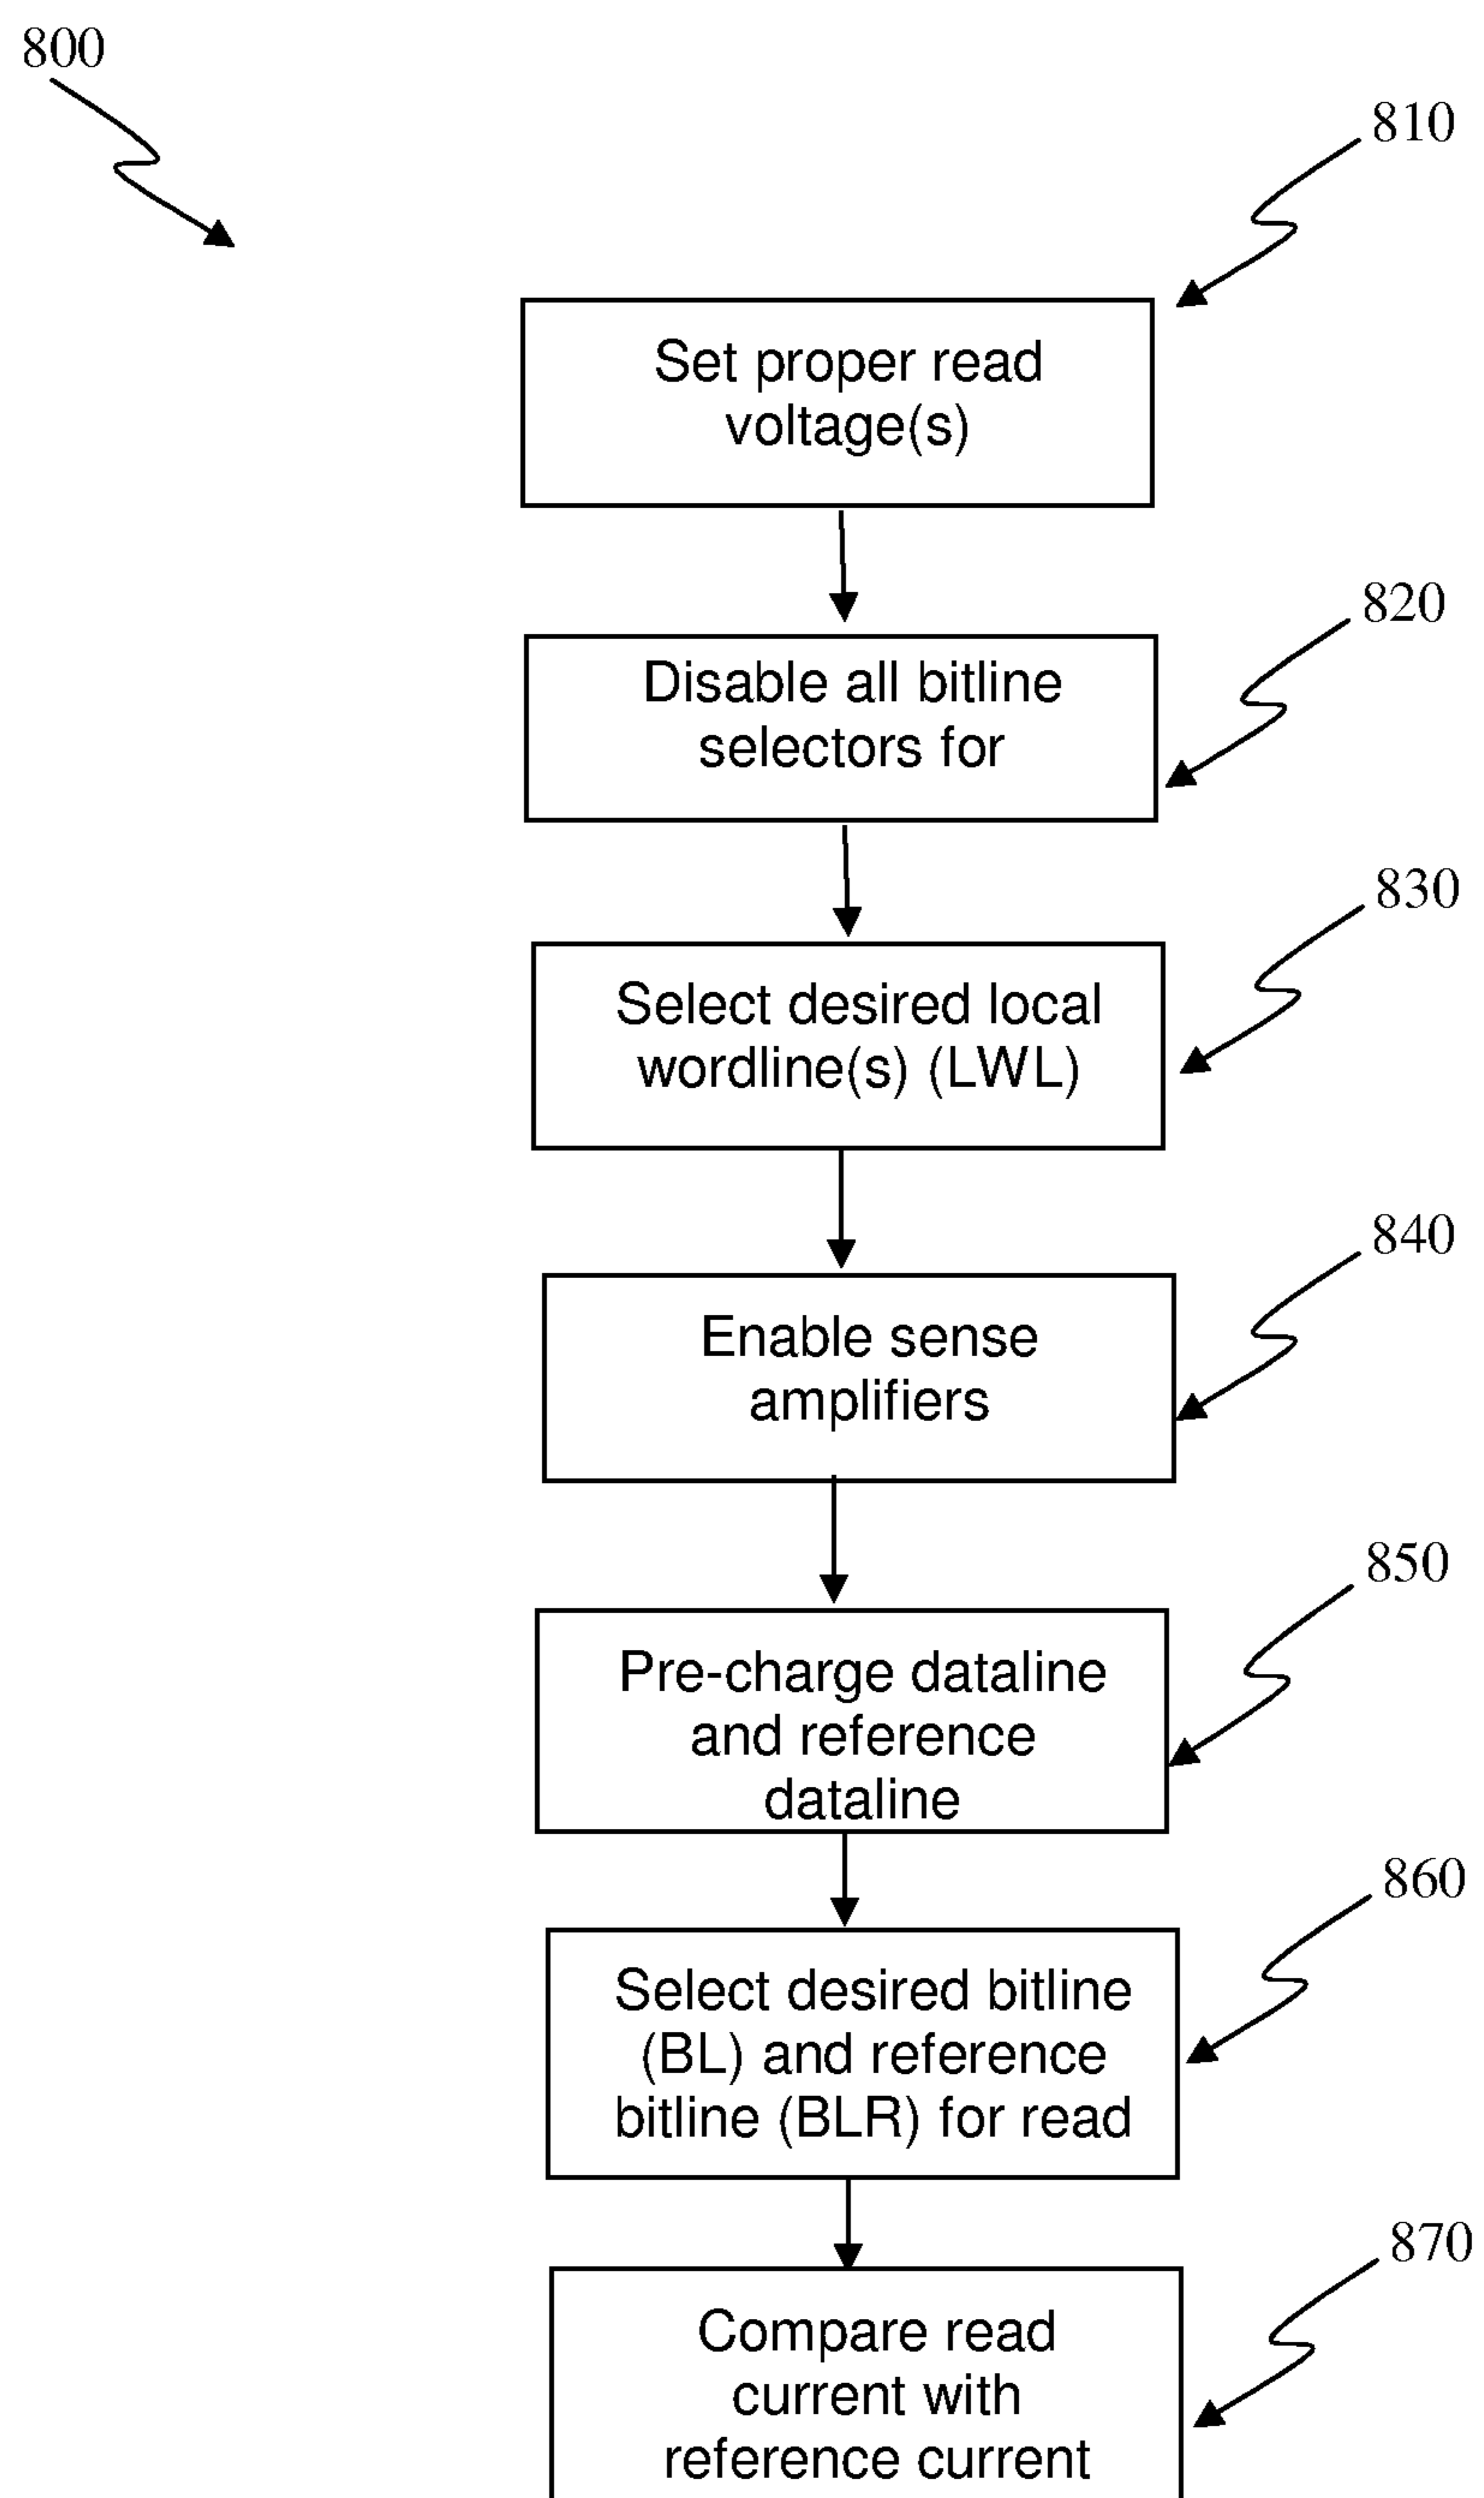 800
810
Set proper read
voltage(s)
820
Disable all bitline
selectors for
830
Select desired local
wordline(s) (LWL)
840
Enable sense
amplifiers
850
Pre-charge dataline
and reference
dataline
860
Select desired bitline
(BL) and reference
bitline (BLR) for read
870
Compare read
current with
reference current